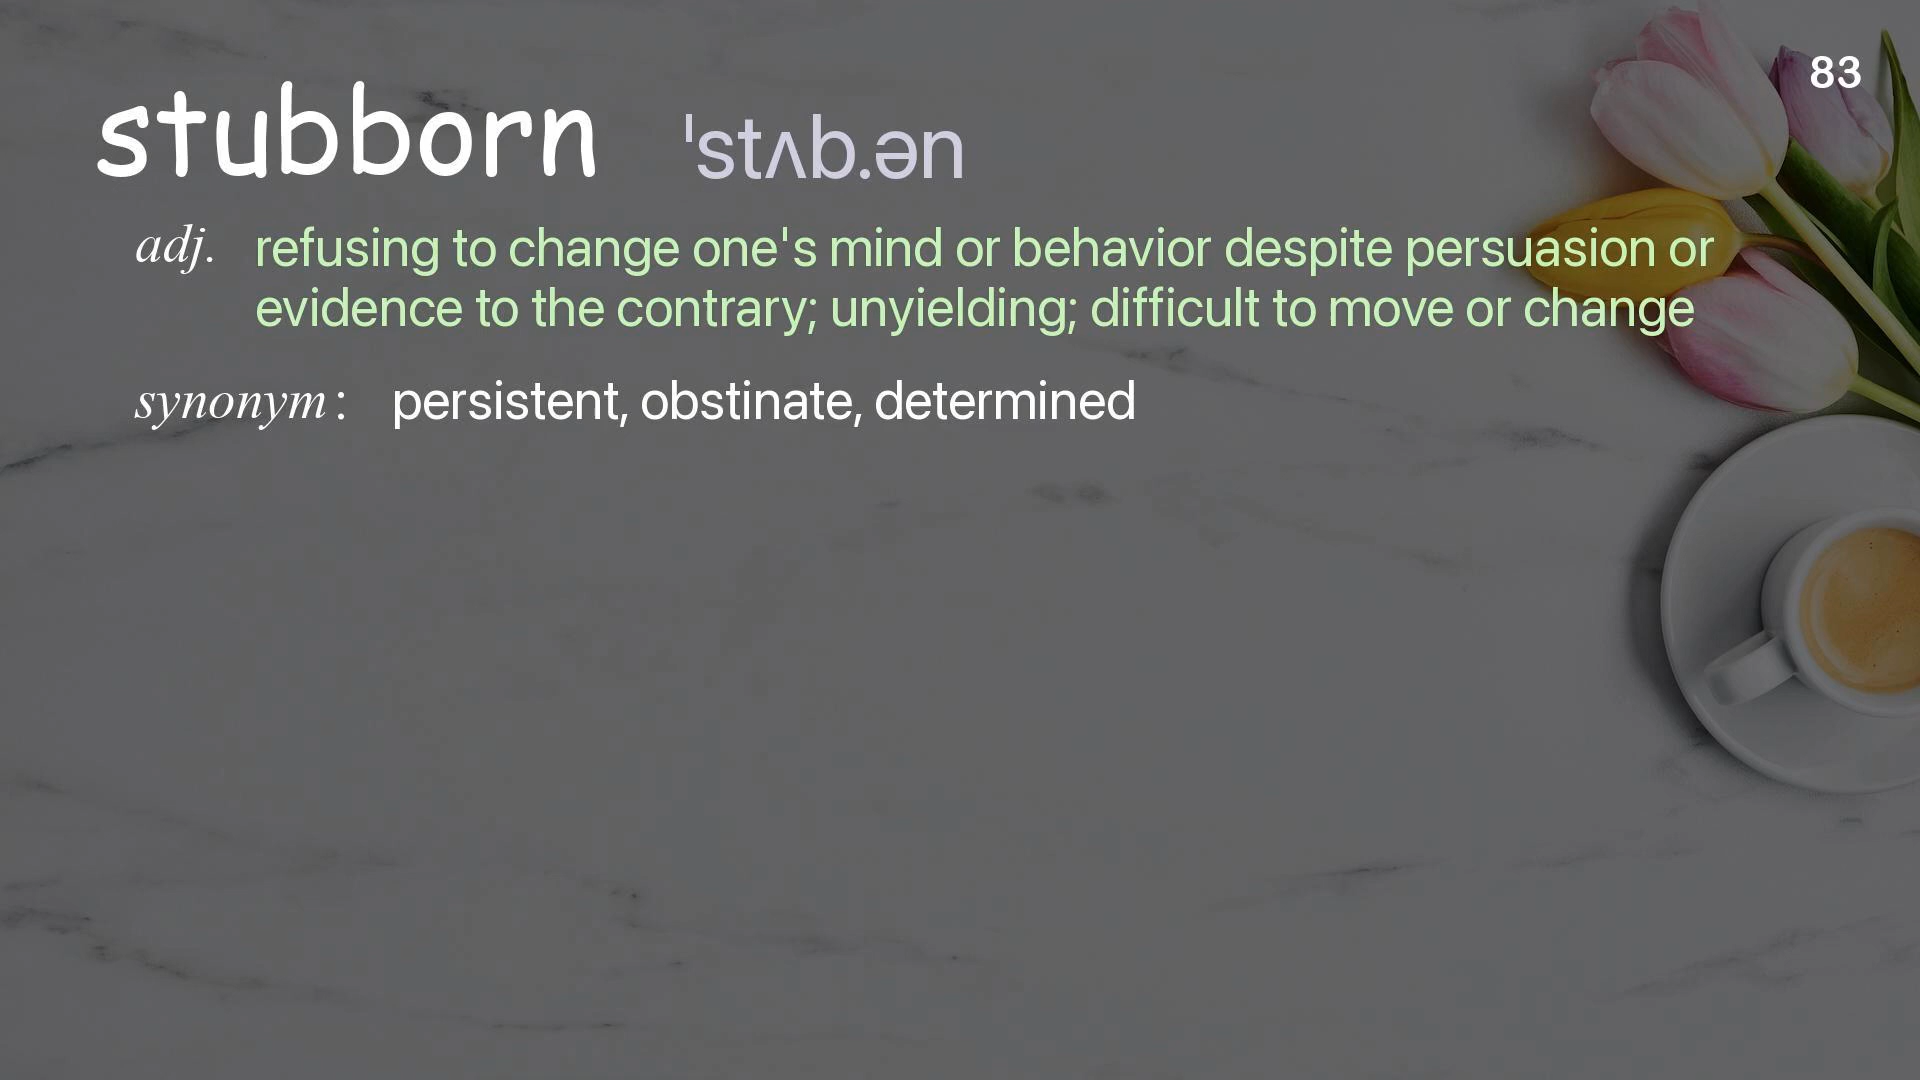 83
stubborn ˈstʌb.ən
adj. refusing to change one's mind or behavior despite persuasion or
evidence to the contrary; unyielding; difficult to move or change
synonym : persistent, obstinate, determined